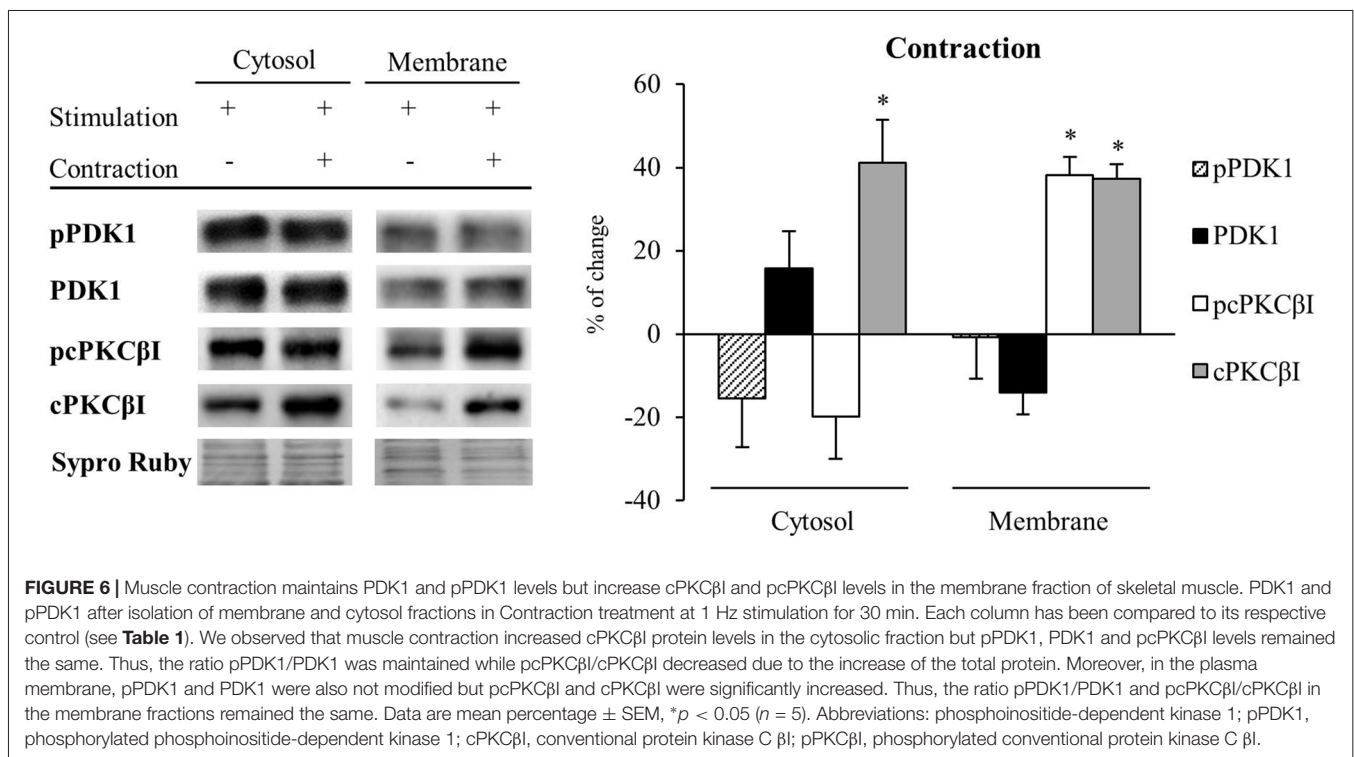 Cytosol Membrane
Stimulation + + + +
Contraction - + - +
pPDK1
PDK1
pcPKCβI
cPKCβI
Sypro Ruby
Contraction
% of change
60
40
20
0
-20
-40
* * *
Cytosol Membrane
pPDK1
PDK1
pcPKCβI
cPKCβI
FIGURE 6 | Muscle contraction maintains PDK1 and pPDK1 levels but increase cPKCβI and pcPKCβI levels in the membrane fraction of skeletal muscle. PDK1 and
pPDK1 after isolation of membrane and cytosol fractions in Contraction treatment at 1 Hz stimulation for 30 min. Each column has been compared to its respective
control (see Table 1). We observed that muscle contraction increased cPKCβI protein levels in the cytosolic fraction but pPDK1, PDK1 and pcPKCβI levels remained
the same. Thus, the ratio pPDK1/PDK1 was maintained while pcPKCβI/cPKCβI decreased due to the increase of the total protein. Moreover, in the plasma
membrane, pPDK1 and PDK1 were also not modified but pcPKCβI and cPKCβI were significantly increased. Thus, the ratio pPDK1/PDK1 and pcPKCβI/cPKCβI in
the membrane fractions remained the same. Data are mean percentage ± SEM, *p < 0.05 (n = 5). Abbreviations: phosphoinositide-dependent kinase 1; pPDK1,
phosphorylated phosphoinositide-dependent kinase 1; cPKCβI, conventional protein kinase C βI; pPKCβI, phosphorylated conventional protein kinase C βI.